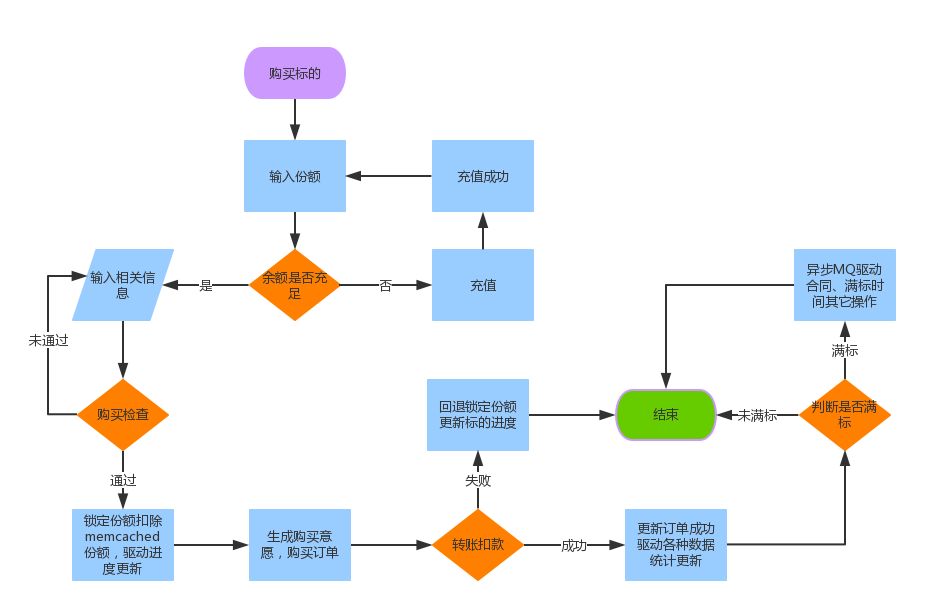 购买标的
输入份额
充值成功
输入相关信
息
是
余额是否充
足
否
充值
异步MQ驱动
合同、满标时
间其它操作
未通过
满标
购买检查
回退锁定份额
更新标的进度
结束
未满标
判断是否满
标
通过
失败
锁定份额扣除
memcached
份额，驱动进
度更新
生成购买意
愿，购买订单
转账扣款
成功
更新订单成功
驱动各种数据
统计更新